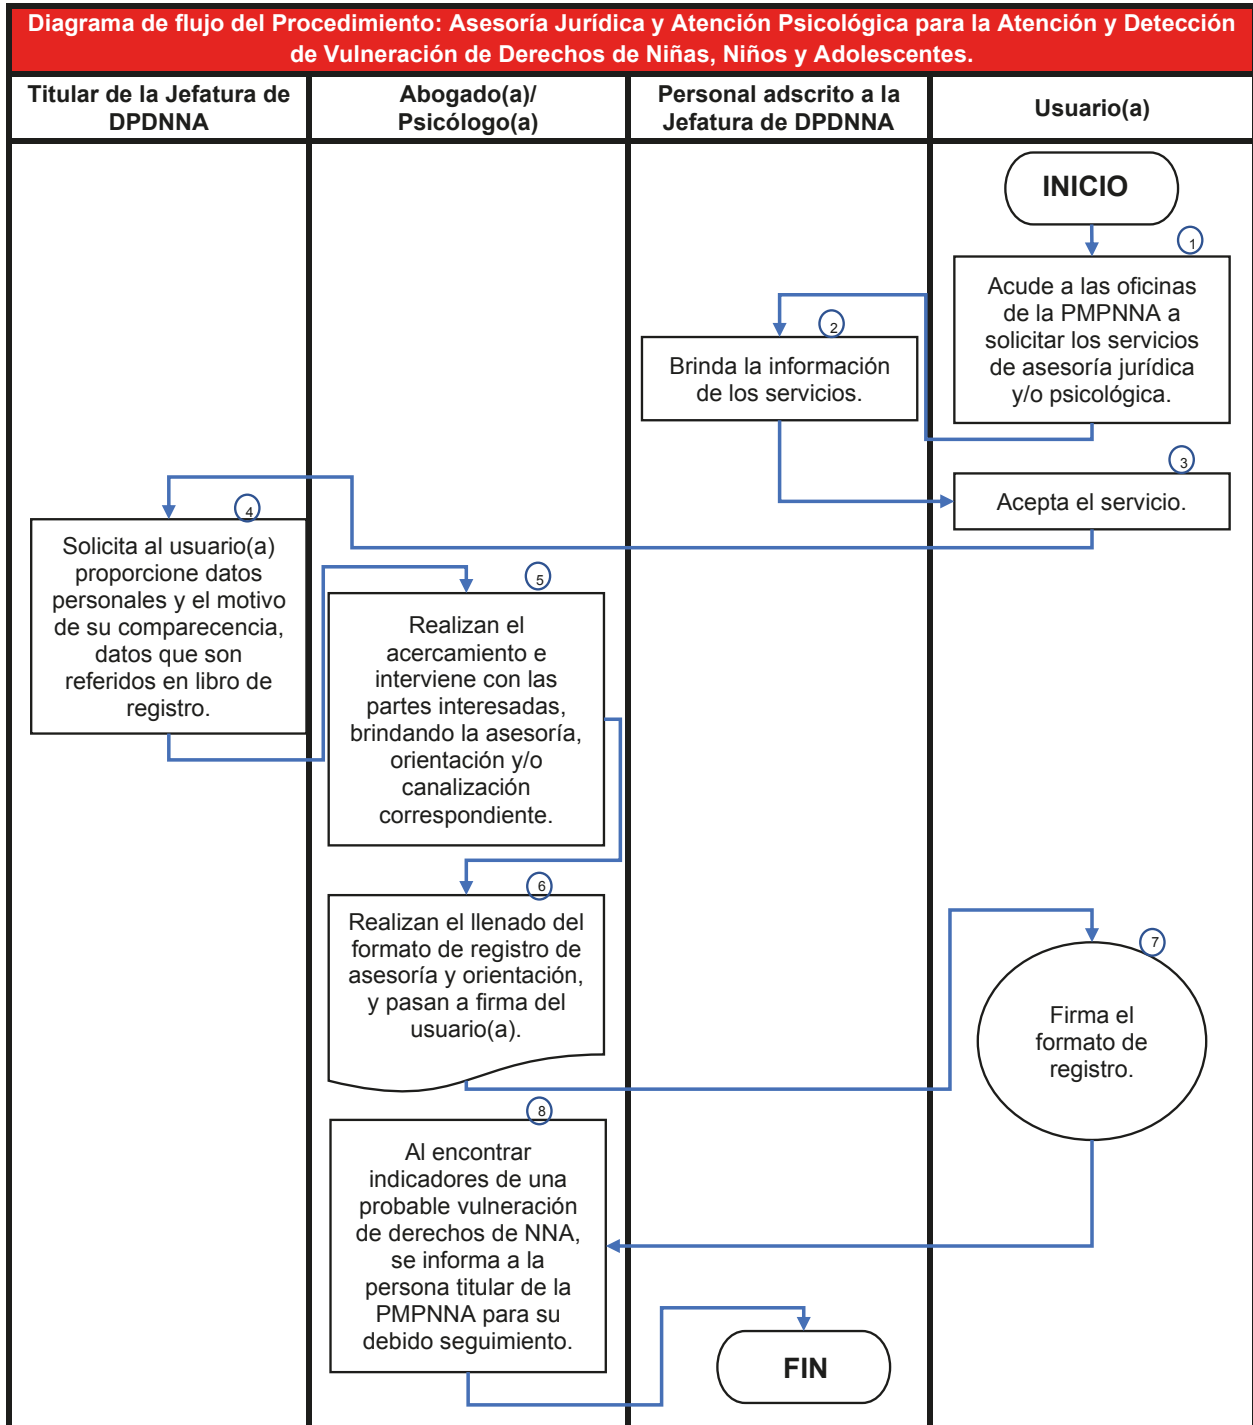 Diagrama de flujo del Procedimiento: Asesoría Jurídica y Atención Psicológica para la Atención y Detección
de Vulneración de Derechos de Niñas, Niños y Adolescentes.
Titular de la Jefatura de
DPDNNA
Abogado(a)/
Psicólogo(a)
Personal adscrito a la
Jefatura de DPDNNA
Usuario(a)
INICIO
1
Acude a las oficinas
de la PMPNNA a
solicitar los servicios
de asesoría jurídica
y/o psicológica.
2
Brinda la información
de los servicios.
3
Acepta el servicio.
4
Solicita al usuario(a)
proporcione datos
personales y el motivo
de su comparecencia,
datos que son
referidos en libro de
registro.
5
Realizan el
acercamiento e
interviene con las
partes interesadas,
brindando la asesoría,
orientación y/o
canalización
correspondiente.
6
Realizan el llenado del
formato de registro de
asesoría y orientación,
y pasan a firma del
usuario(a).
7
Firma el
formato de
registro.
8
Al encontrar
indicadores de una
probable vulneración
de derechos de NNA,
se informa a la
persona titular de la
PMPNNA para su
debido seguimiento.
FIN